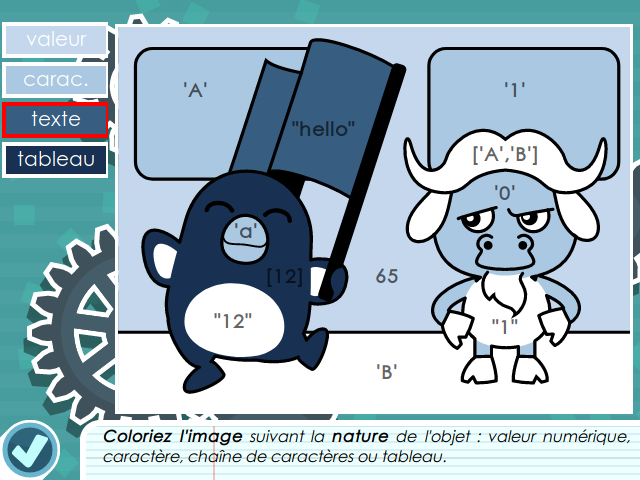 valeur
carac.
texte
tableau
'A'
'1'
"hello"
['A','B']
'0'
'a'
[12]
65
"12"
"1"
'B'
Coloriez l'image suivant la nature de l'objet : valeur numérique,
caractère, chaîne de caractères ou tableau.